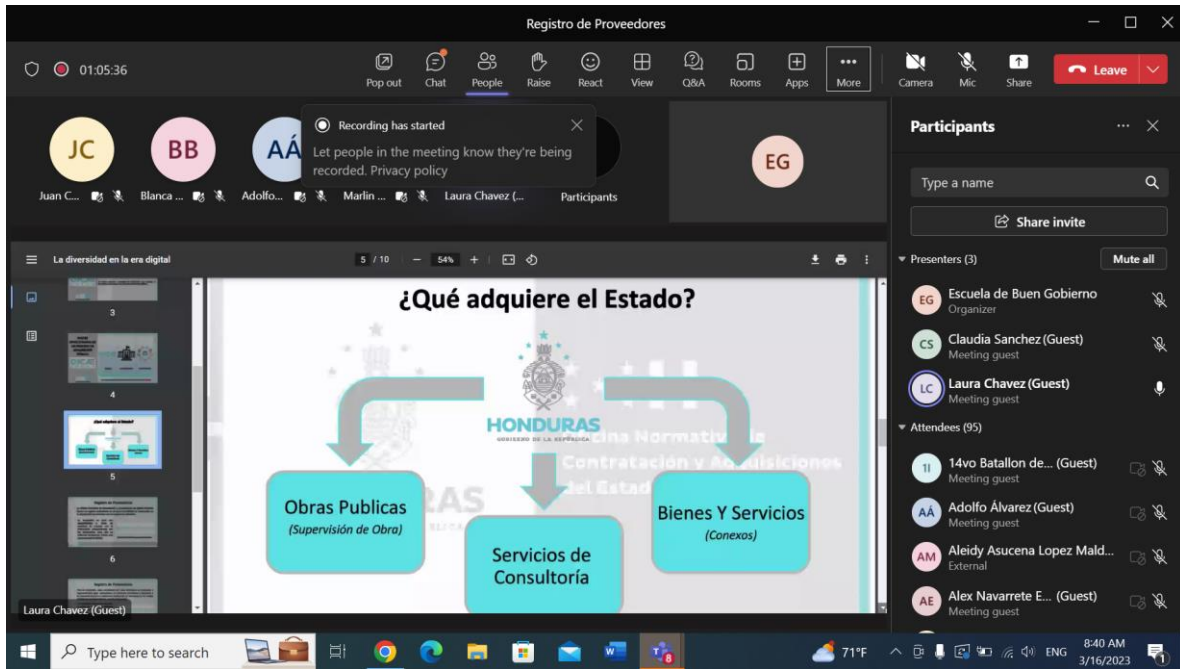 Registro de Proveedores
01:05:36
Pop out
Chat
People
Raise
React
View
Q&A
Rooms
Apps
More
Camera
Mic
Share
Leave
JC
BB
AÁ
EG
Recording has started
Let people in the meeting know they're being
recorded. Privacy policy
Juan C...
Blanca ...
Adolfo...
Marlin ...
Laura Chavez (...
Participants
La diversidad en la era digital
5 / 10
54%
3
4
5
6
¿Qué adquiere el Estado?
HONDURAS
GOBIERNO DE LA REPÚBLICA
Obras Publicas
(Supervisión de Obra)
Servicios de
Consultoría
Bienes Y Servicios
(Conexos)
Laura Chavez (Guest)
Participants
Type a name
Share invite
Presenters (3)
Mute all
EG
Escuela de Buen Gobierno
Organizer
CS
Claudia Sanchez (Guest)
Meeting guest
LC
Laura Chavez (Guest)
Meeting guest
Attendees (95)
1I
14vo Batallon de... (Guest)
Meeting guest
AÁ
Adolfo Álvarez (Guest)
Meeting guest
AM
Aleidy Asucena Lopez Mald...
External
AE
Alex Navarrete E... (Guest)
Meeting guest
Type here to search
71°F
ENG
8:40 AM
3/16/2023